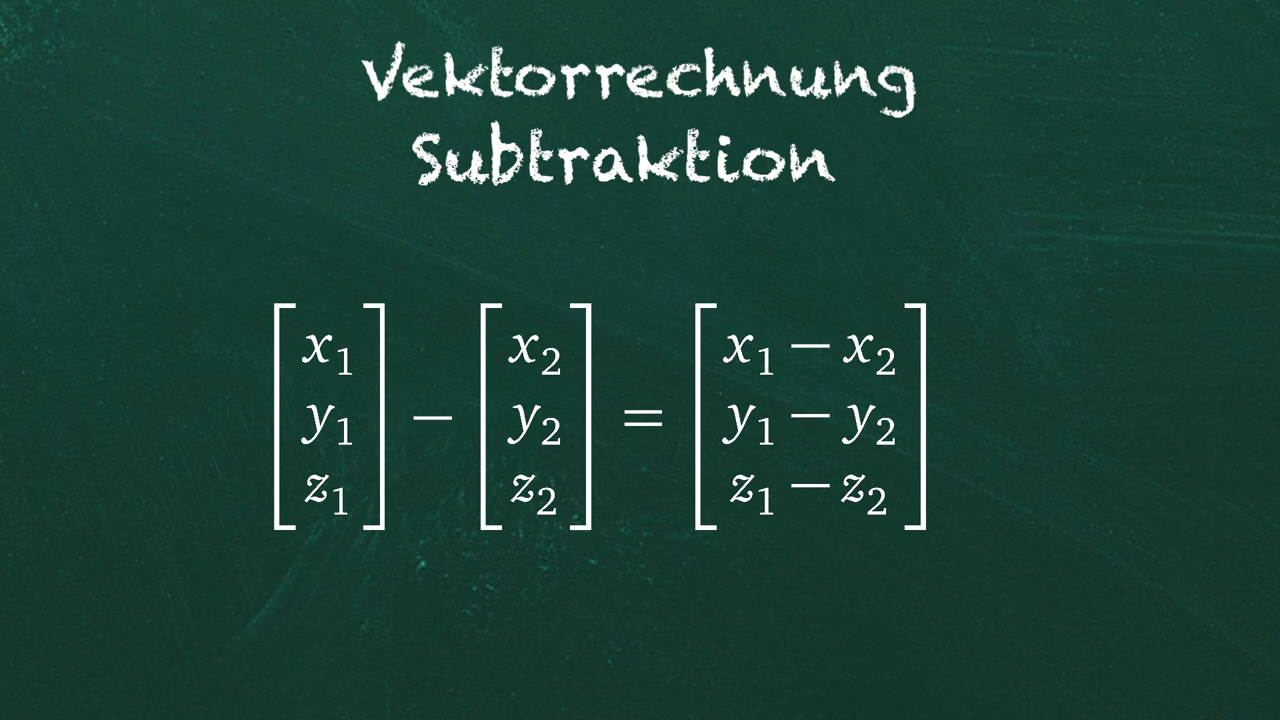 Vektorrechnung
Subtraktion
[x₁ y₁ z₁] − [x₂ y₂ z₂] = [x₁ − x₂ y₁ − y₂ z₁ − z₂]